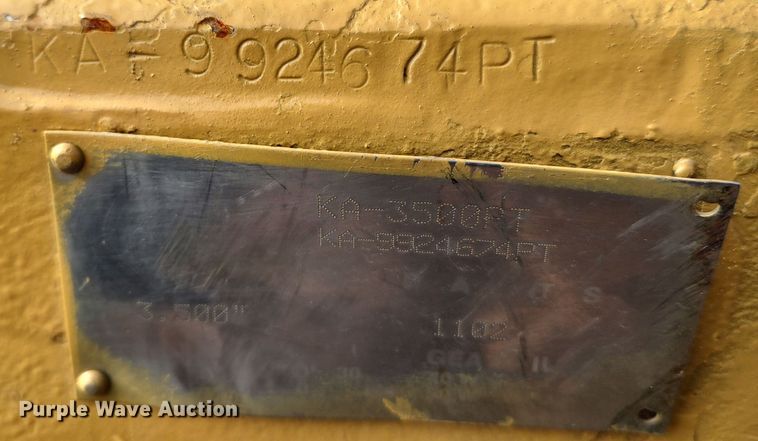 KA-9924674PT
KA-3500PT
KA-9924674PT
3.500"
1102
Purple Wave Auction